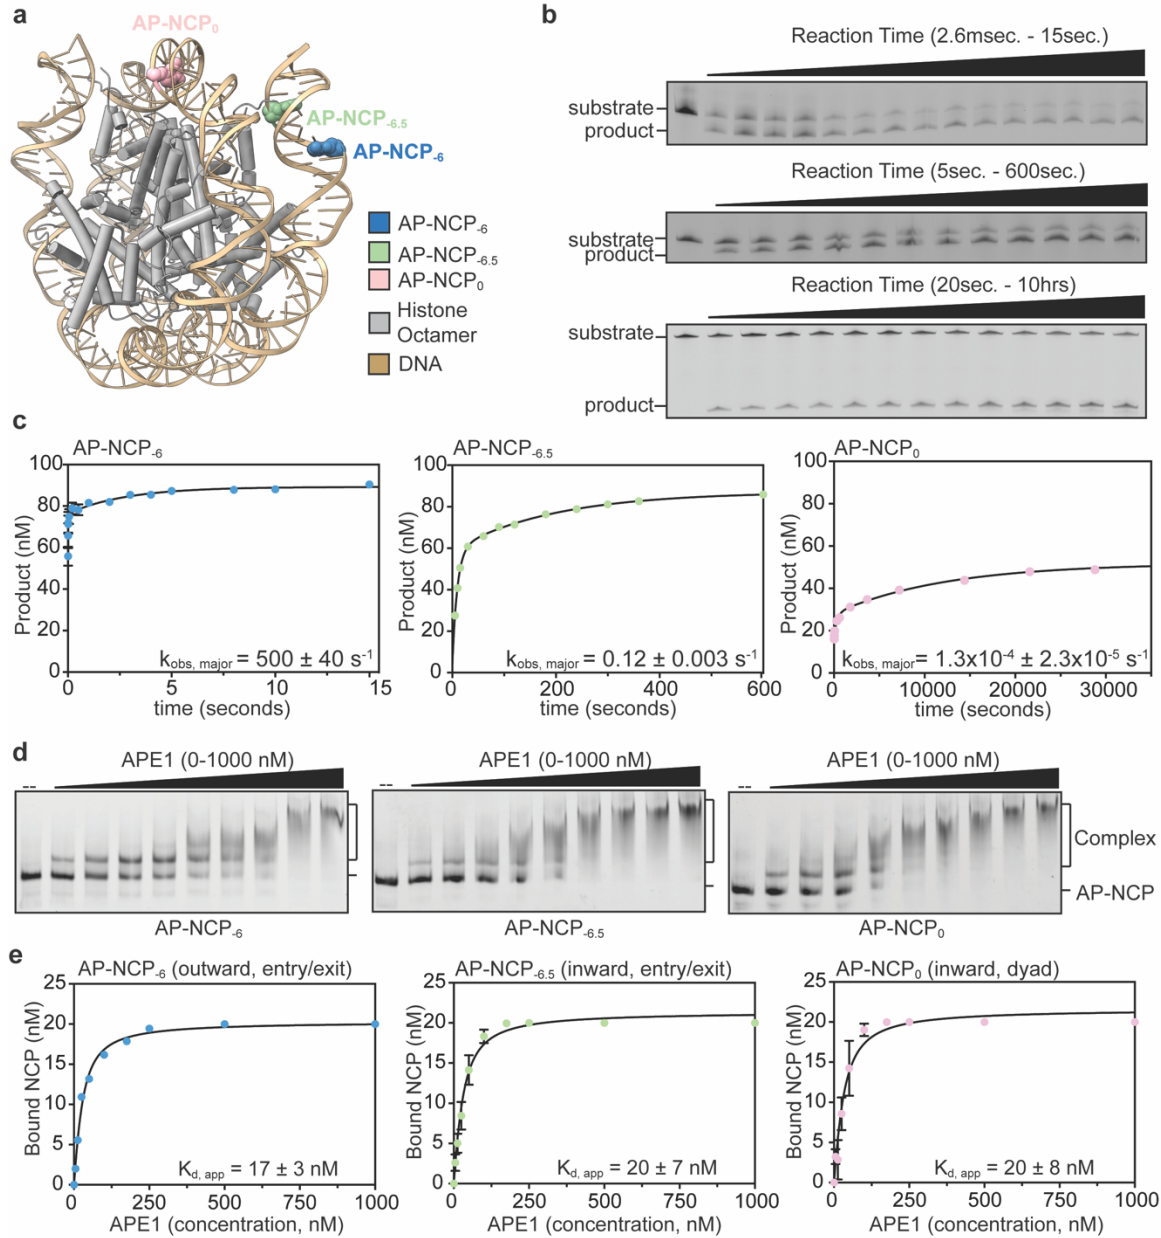 a
AP-NCP₀
AP-NCP₋₆.₅
AP-NCP₋₆
AP-NCP₋₆
AP-NCP₋₆.₅
AP-NCP₀
Histone
Octamer
DNA
b
Reaction Time (2.6msec. - 15sec.)
substrate
product
Reaction Time (5sec. - 600sec.)
substrate
product
Reaction Time (20sec. - 10hrs)
substrate
product
c
AP-NCP₋₆
100
80
60
40
20
0
Product (nM)
k obs, major = 500 ± 40 s⁻¹
0 5 10 15
time (seconds)
AP-NCP₋₆.₅
100
80
60
40
20
0
Product (nM)
k obs, major = 0.12 ± 0.003 s⁻¹
0 200 400 600
time (seconds)
AP-NCP₀
100
80
60
40
20
0
Product (nM)
k obs, major = 1.3x10⁻⁴ ± 2.3x10⁻⁵ s⁻¹
0 10000 20000 30000
time (seconds)
d
APE1 (0-1000 nM)
--
AP-NCP₋₆
APE1 (0-1000 nM)
--
AP-NCP₋₆.₅
APE1 (0-1000 nM)
--
Complex
AP-NCP
AP-NCP₀
e
AP-NCP₋₆ (outward, entry/exit)
25
20
15
10
5
0
Bound NCP (nM)
K d, app = 17 ± 3 nM
0 250 500 750 1000
APE1 (concentration, nM)
AP-NCP₋₆.₅ (inward, entry/exit)
25
20
15
10
5
0
Bound NCP (nM)
K d, app = 20 ± 7 nM
0 250 500 750 1000
APE1 (concentration, nM)
AP-NCP₀ (inward, dyad)
25
20
15
10
5
0
Bound NCP (nM)
K d, app = 20 ± 8 nM
0 250 500 750 1000
APE1 (concentration, nM)